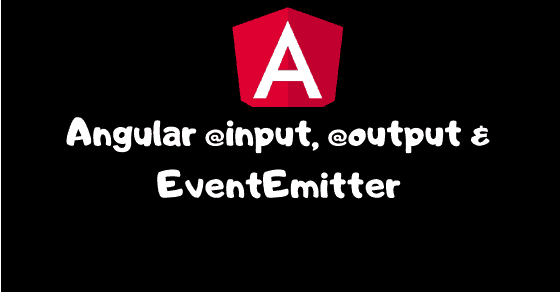 A
Angular @input, @output &
EventEmitter